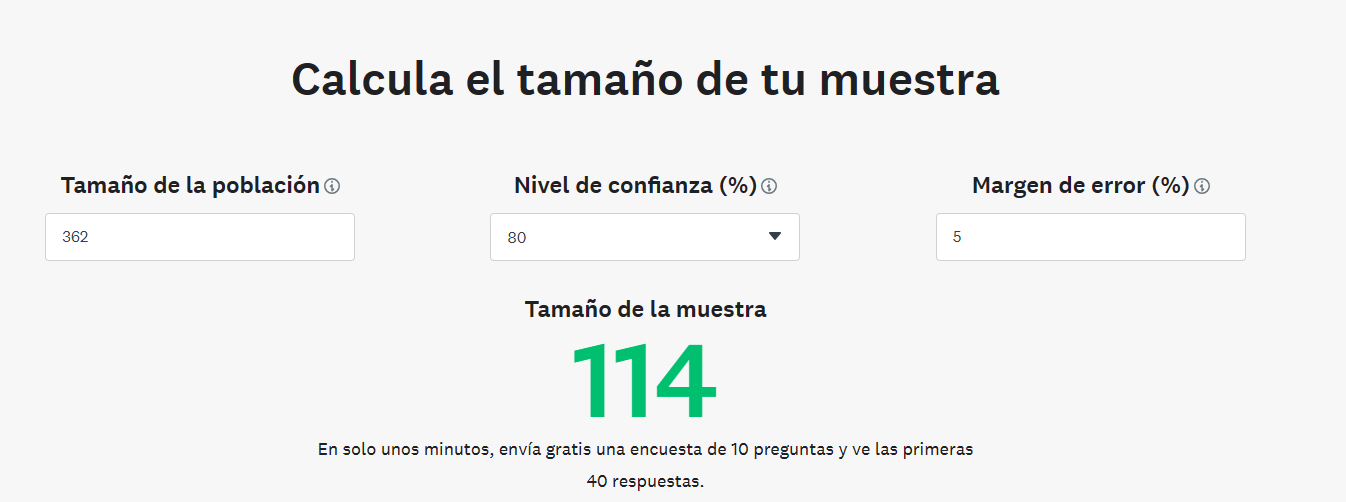 Calcula el tamaño de tu muestra
Tamaño de la población
Nivel de confianza (%)
Margen de error (%)
362
80
5
Tamaño de la muestra
114
En solo unos minutos, envía gratis una encuesta de 10 preguntas y ve las primeras
40 respuestas.